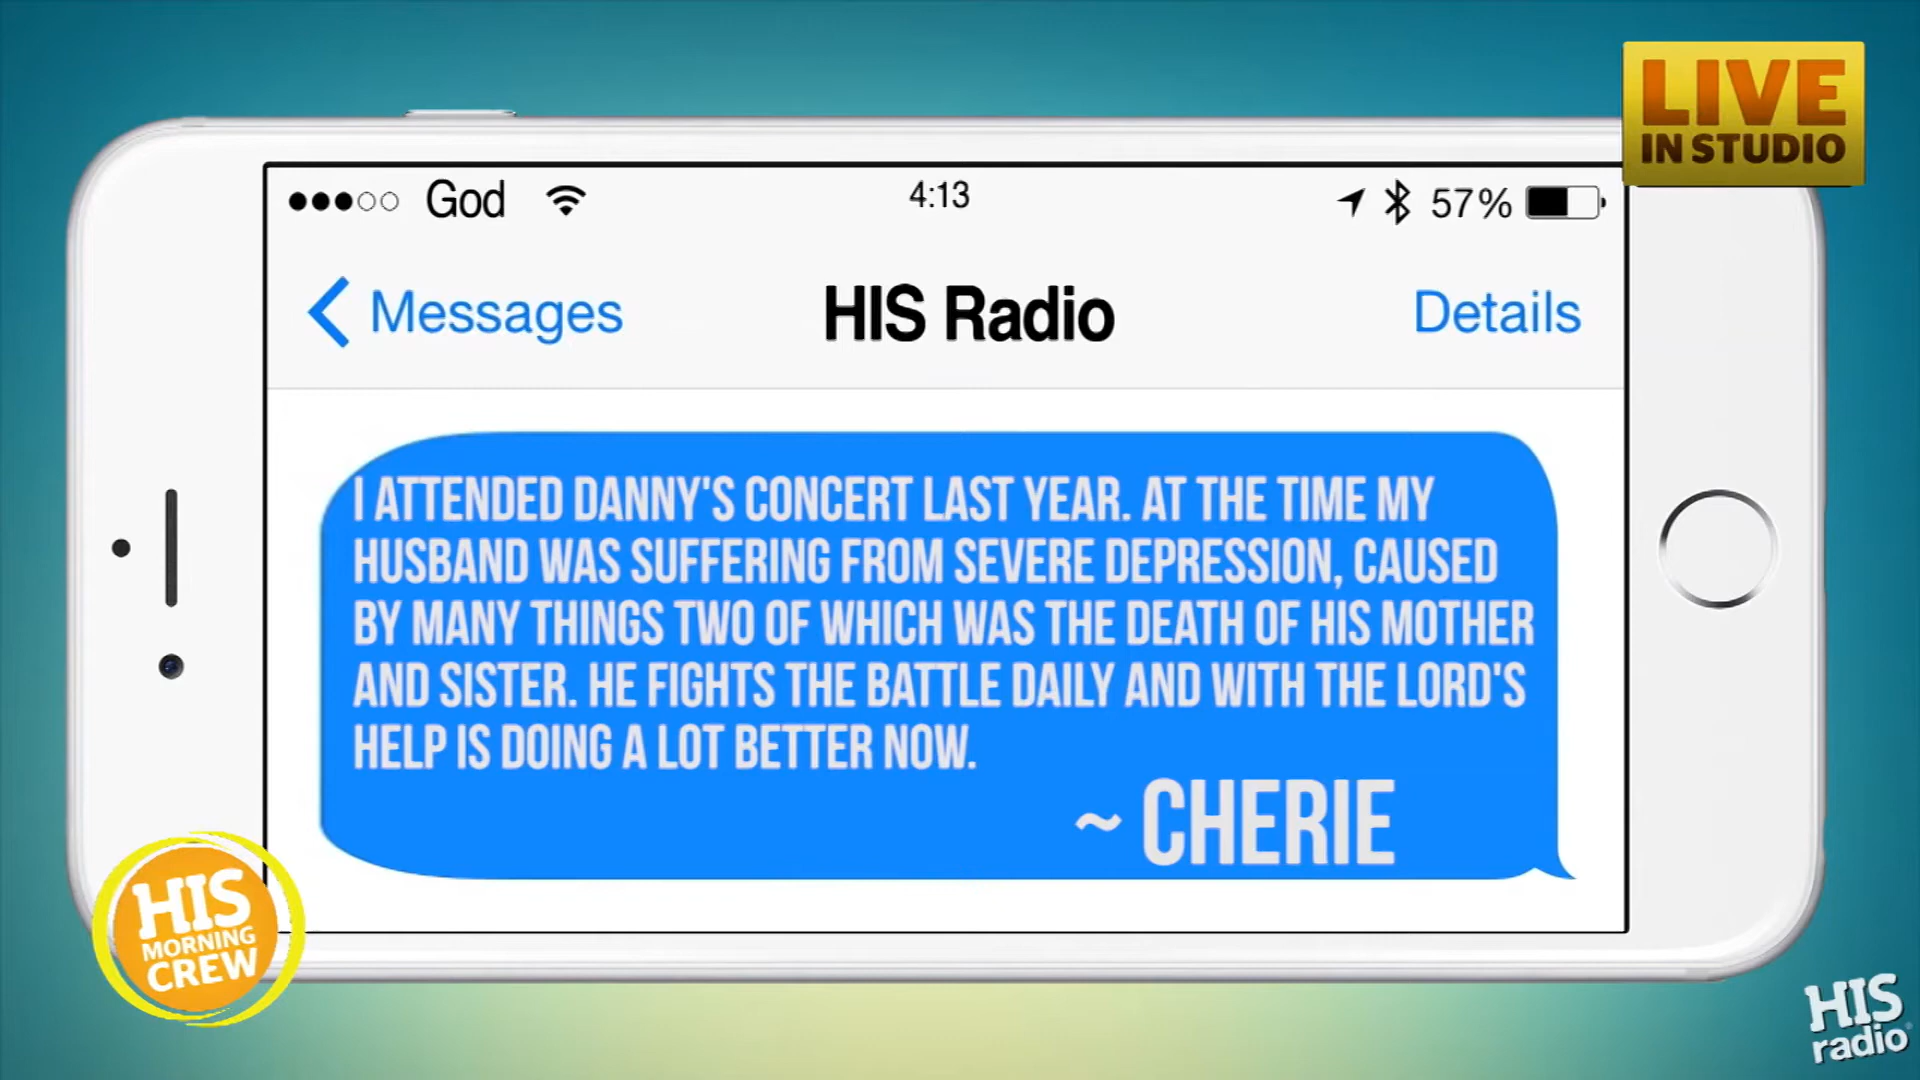 LIVE
IN STUDIO
God 4:13 57%
Messages HIS Radio Details
I ATTENDED DANNY'S CONCERT LAST YEAR. AT THE TIME MY
HUSBAND WAS SUFFERING FROM SEVERE DEPRESSION, CAUSED
BY MANY THINGS TWO OF WHICH WAS THE DEATH OF HIS MOTHER
AND SISTER. HE FIGHTS THE BATTLE DAILY AND WITH THE LORD'S
HELP IS DOING A LOT BETTER NOW.
~ CHERIE
HIS
MORNING
CREW
HIS
radio